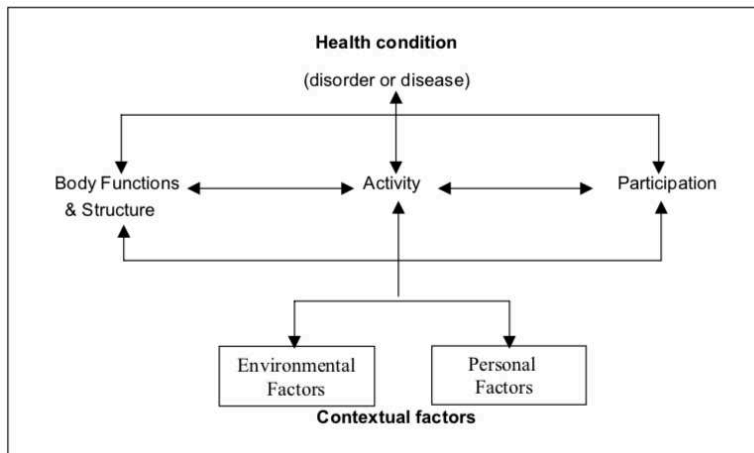 Health condition
(disorder or disease)
Body Functions
& Structure
Activity
Participation
Environmental
Factors
Personal
Factors
Contextual factors